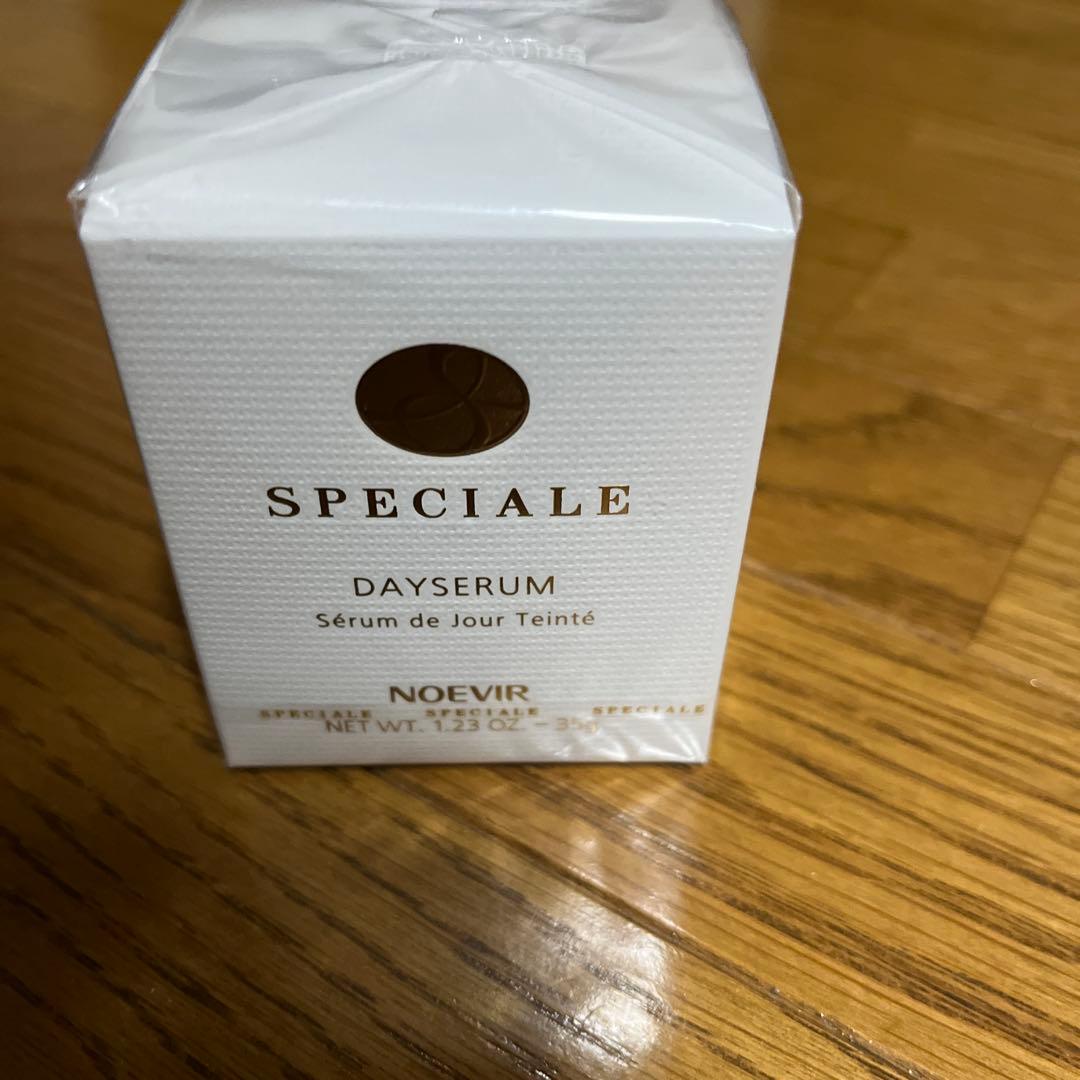 SPECIALE
DAYSERUM
Sérum de Jour Teinté
NOEVIR
SPECIALE SPECIALE SPECIALE
NET WT. 1.23 OZ. - 35g